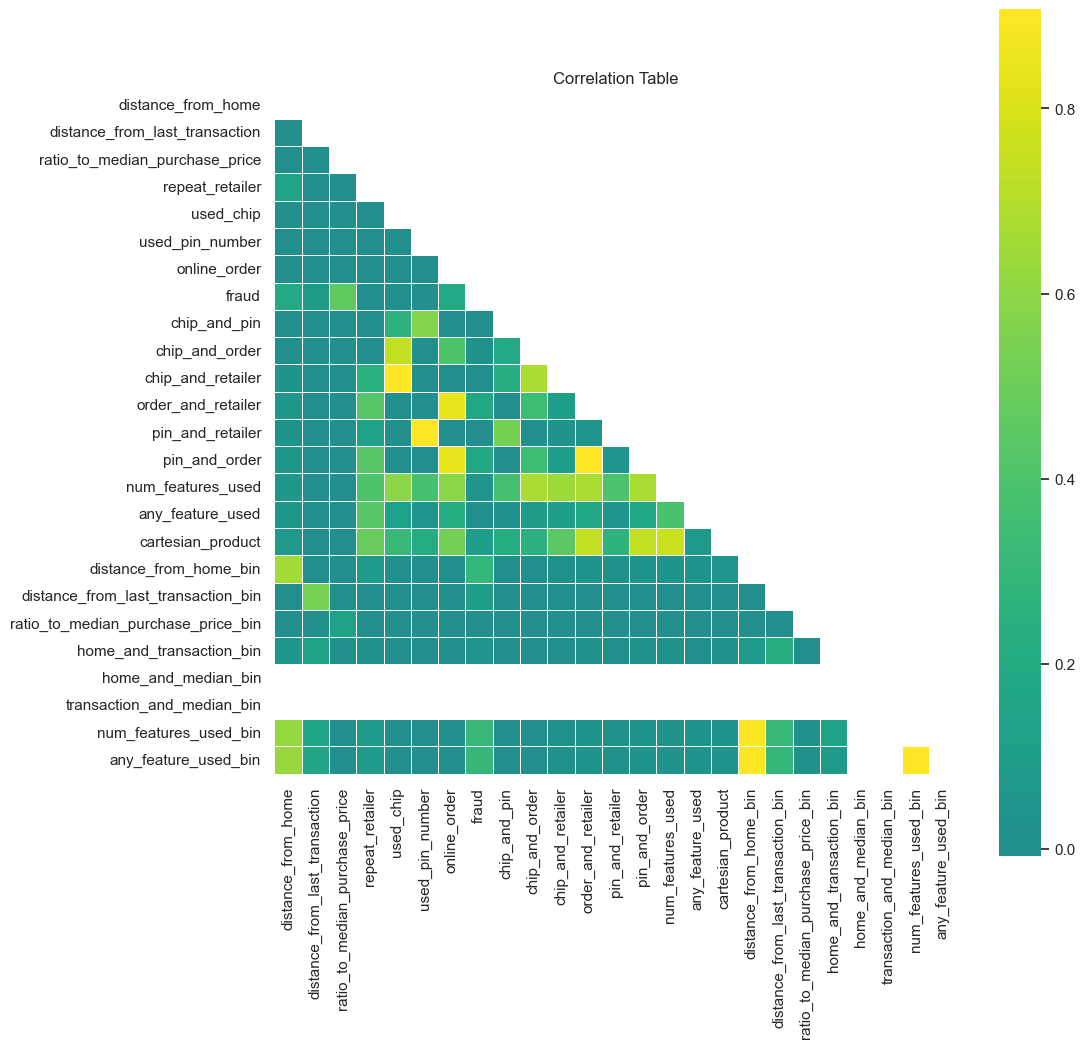 Correlation Table
distance_from_home
distance_from_last_transaction
ratio_to_median_purchase_price
repeat_retailer
used_chip
used_pin_number
online_order
fraud
chip_and_pin
chip_and_order
chip_and_retailer
order_and_retailer
pin_and_retailer
pin_and_order
num_features_used
any_feature_used
cartesian_product
distance_from_home_bin
distance_from_last_transaction_bin
ratio_to_median_purchase_price_bin
home_and_transaction_bin
home_and_median_bin
transaction_and_median_bin
num_features_used_bin
any_feature_used_bin
distance_from_home
distance_from_last_transaction
ratio_to_median_purchase_price
repeat_retailer
used_chip
used_pin_number
online_order
fraud
chip_and_pin
chip_and_order
chip_and_retailer
order_and_retailer
pin_and_retailer
pin_and_order
num_features_used
any_feature_used
cartesian_product
distance_from_home_bin
distance_from_last_transaction_bin
ratio_to_median_purchase_price_bin
home_and_transaction_bin
home_and_median_bin
transaction_and_median_bin
num_features_used_bin
any_feature_used_bin
0.8
0.6
0.4
0.2
0.0